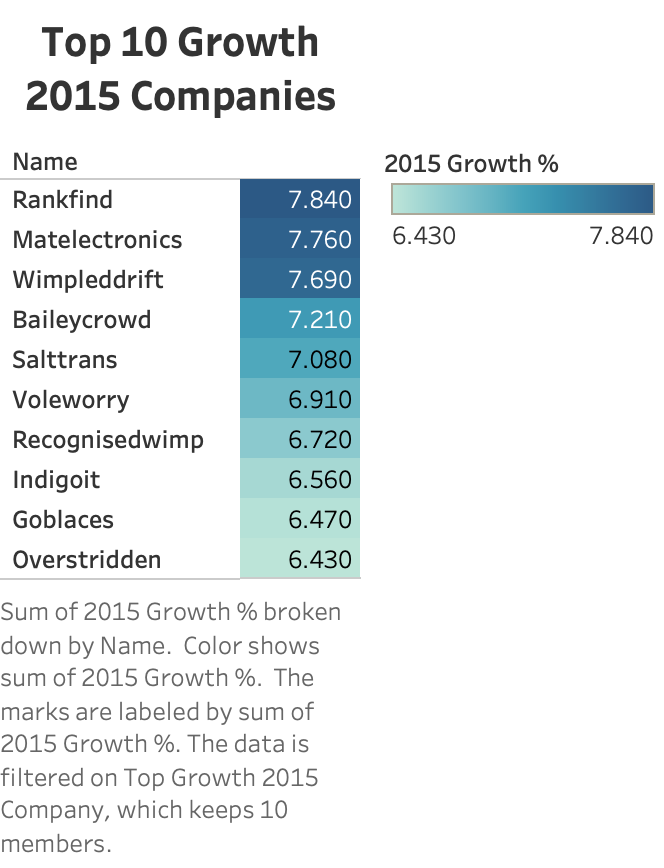 Top 10 Growth
2015 Companies
Name
2015 Growth %
6.430 7.840
Rankfind 7.840
Matelectronics 7.760
Wimpleddrift 7.690
Baileycrowd 7.210
Salttrans 7.080
Voleworry 6.910
Recognisedwimp 6.720
Indigoit 6.560
Goblaces 6.470
Overstridden 6.430
Sum of 2015 Growth % broken
down by Name.  Color shows
sum of 2015 Growth %.  The
marks are labeled by sum of
2015 Growth %. The data is
filtered on Top Growth 2015
Company, which keeps 10
members.